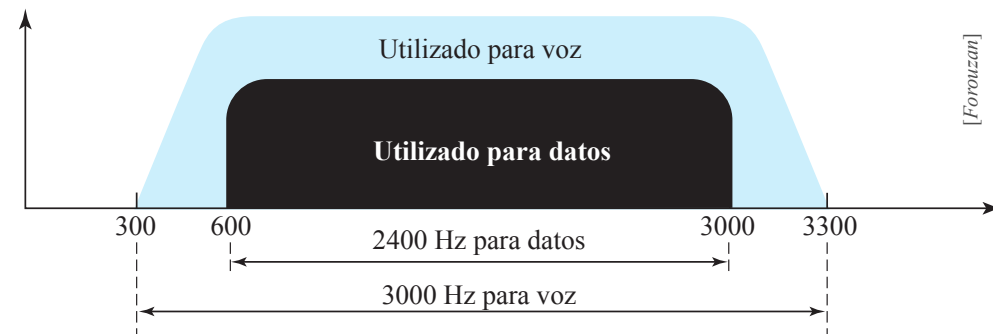 Utilizado para voz
[Forouzan]
Utilizado para datos
300 600 3000 3300
2400 Hz para datos
3000 Hz para voz